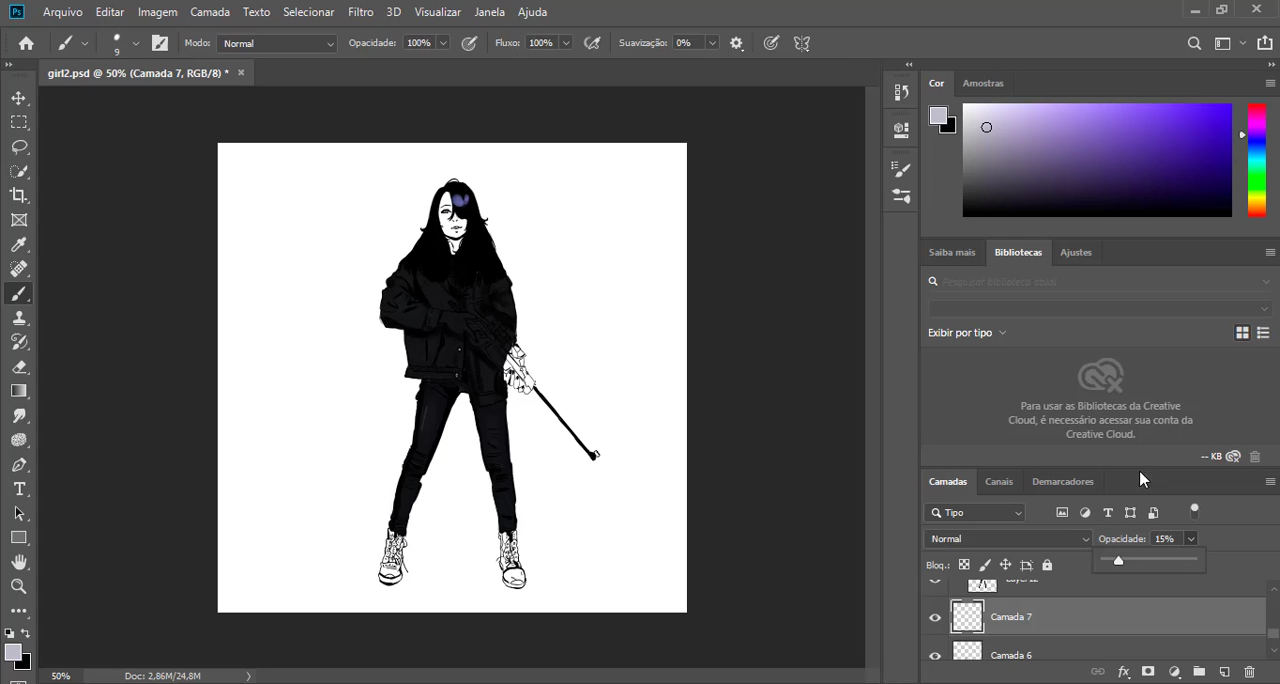 Ps Arquivo Editar Imagem Camada Texto Selecionar Filtro 3D Visualizar Janela Ajuda
9 Modo: Normal Opacidade: 100% Fluxo: 100% Suavização: 0%
girl2.psd @ 50% (Camada 7, RGB/8) * ×
Cor Amostras
Saiba mais Bibliotecas Ajustes
Exibir por tipo
Para usar as Bibliotecas da Creative
Cloud, é necessário acessar sua conta da
Creative Cloud.
-- KB
Camadas Canais Demarcadores
Tipo
Normal Opacidade: 15%
Bloq.:
Camada 7
Camada 6
50% Doc: 2,86M/24,8M